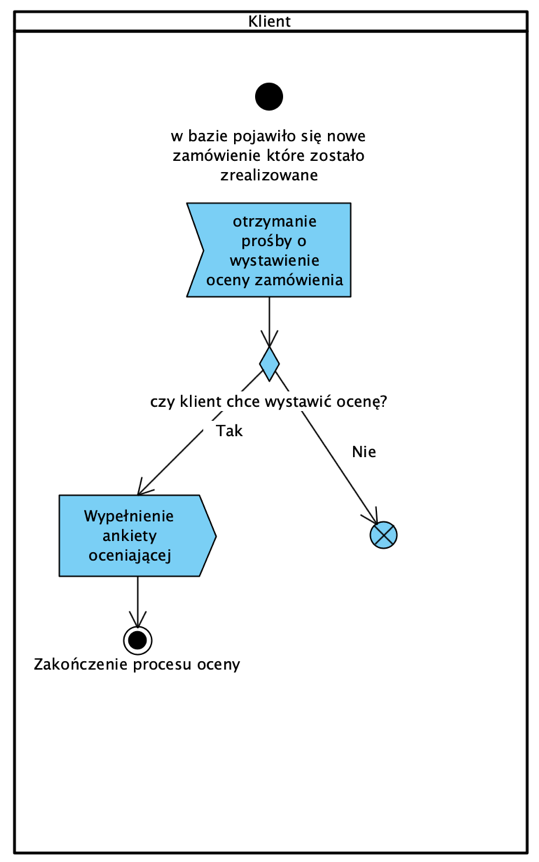 Klient
w bazie pojawiło się nowe
zamówienie które zostało
zrealizowane
otrzymanie
prośby o
wystawienie
oceny zamówienia
czy klient chce wystawić ocenę?
Tak
Nie
Wypełnienie
ankiety
oceniającej
Zakończenie procesu oceny